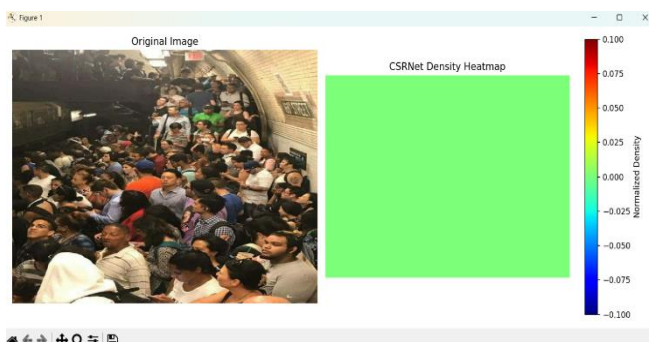 Figure 1
Original Image
CSRNet Density Heatmap
0.100
0.075
0.050
0.025
0.000
−0.025
−0.050
−0.075
−0.100
Normalized Density